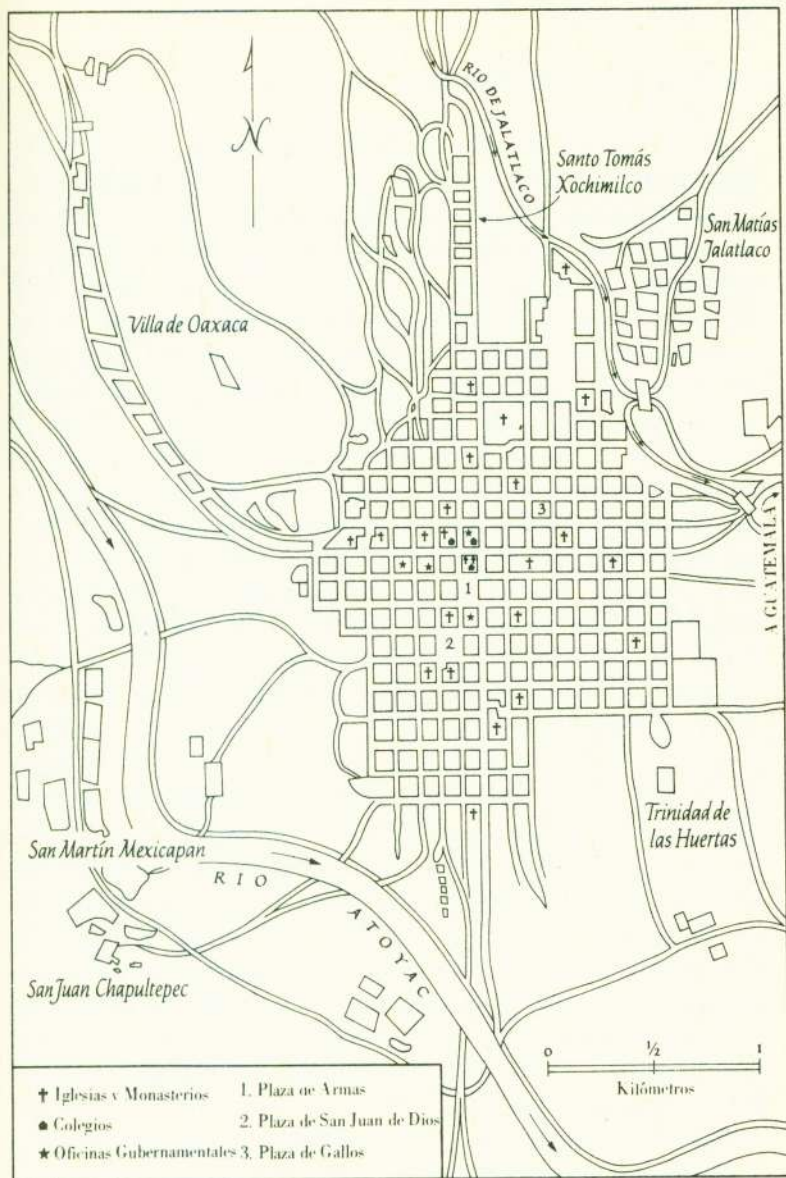 N
RIO DE JALATLACO
Santo Tomás
Xochimilco
San Matías
Jalatlaco
Villa de Oaxaca
3
1
2
A GUATEMALA
Trinidad de
las Huertas
San Martín Mexicapan
RIO
ATOYAC
San Juan Chapultepec
0 ½ 1
Kilómetros
Iglesias y Monasterios
Colegios
Oficinas Gubernamentales
1. Plaza de Armas
2. Plaza de San Juan de Dios
3. Plaza de Gallos